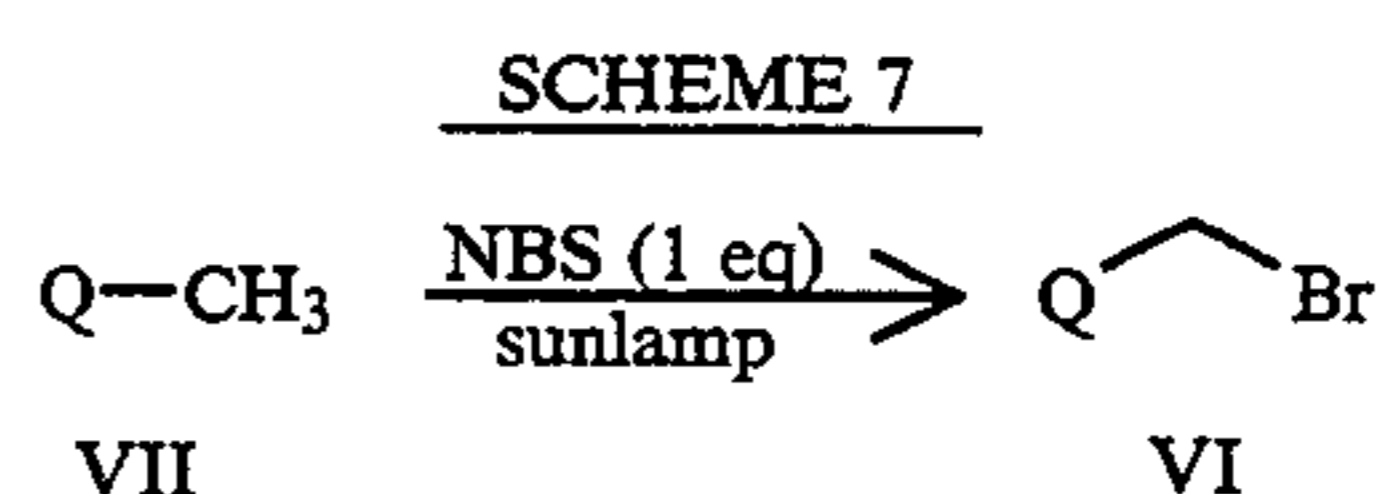 SCHEME 7
NBS (1 eq)
Q—CH₃
sunlamp
Q
Br
VII
VI